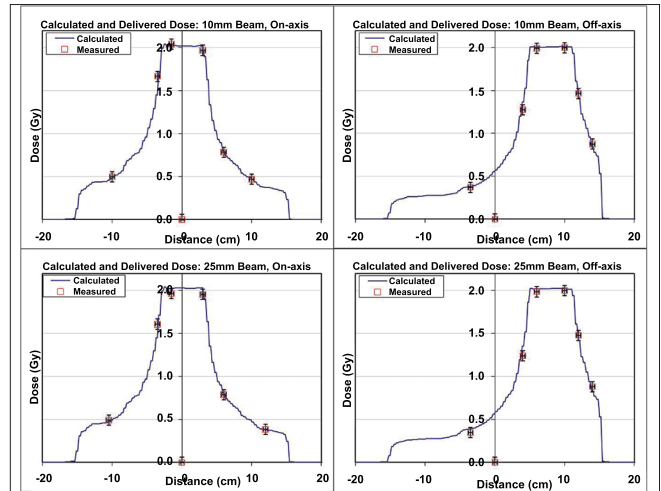 Calculated and Delivered Dose: 10mm Beam, On-axis
Calculated
Measured
2.0
1.5
1.0
0.5
0.0
Dose (Gy)
-20
-10
0
10
20
Distance (cm)
Calculated and Delivered Dose: 10mm Beam, Off-axis
Calculated
Measured
2.0
1.5
1.0
0.5
0.0
Dose (Gy)
-20
-10
0
10
20
Distance (cm)
Calculated and Delivered Dose: 25mm Beam, On-axis
Calculated
Measured
2.0
1.5
1.0
0.5
0.0
Dose (Gy)
-20
-10
0
10
20
Distance (cm)
Calculated and Delivered Dose: 25mm Beam, Off-axis
Calculated
Measured
2.0
1.5
1.0
0.5
0.0
Dose (Gy)
-20
-10
0
10
20
Distance (cm)